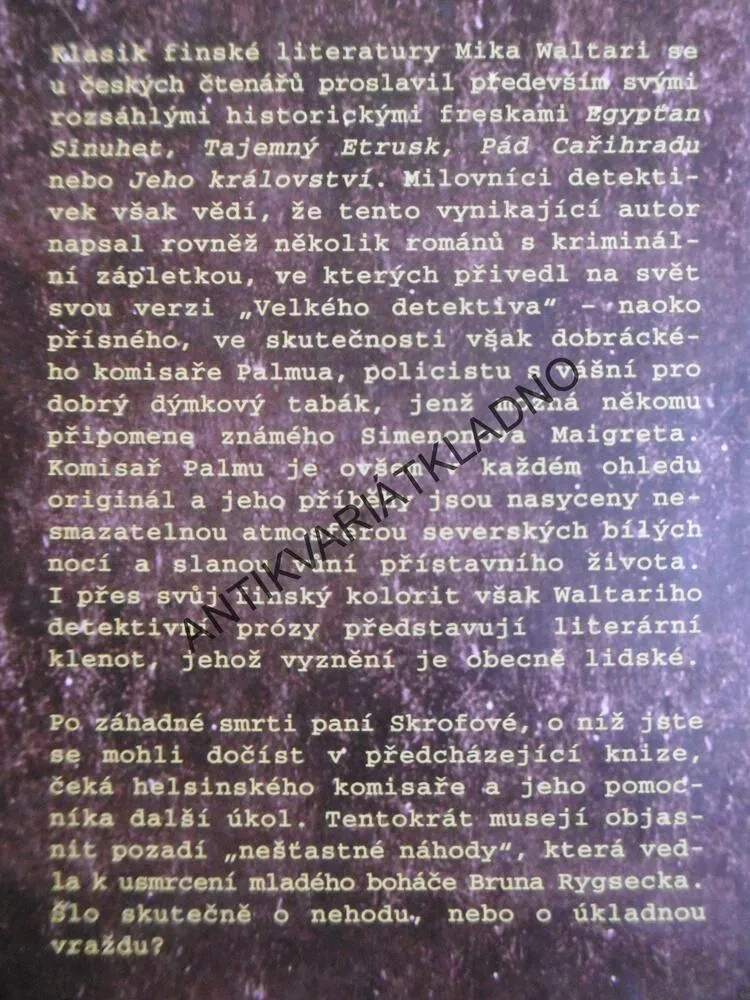 Klasik finské literatury Mika Waltari se
u českých čtenářů proslavil především svými
rozsáhlými historickými freskami Egypťan
Sinuhet, Tajemný Etrusk, Pád Cařihradu
nebo Jeho království. Milovníci detekti-
vek však vědí, že tento vynikající autor
napsal rovněž několik románů s kriminál-
ní zápletkou, ve kterých přivedl na svět
svou verzi „Velkého detektiva“ – naoko
přísného, ve skutečnosti však dobrácké-
ho komisaře Palmua, policistu s vášní pro
dobrý dýmkový tabák, jenž možná někomu
připomene známého Simenonova Maigreta.
Komisař Palmu je ovšem v každém ohledu
originál a jeho příběhy jsou nasyceny ne-
smazatelnou atmosférou severských bílých
nocí a slanou vůní přístavního života.
I přes svůj finský kolorit však Waltariho
detektivní prózy představují literární
klenot, jehož vyznění je obecně lidské.
Po záhadné smrti paní Skrofové, o níž jste
se mohli dočíst v předcházející knize,
čeká helsinského komisaře a jeho pomoc-
níka další úkol. Tentokrát musejí objas-
nit pozadí „nešťastné náhody“, která ved-
la k usmrcení mladého boháče Bruna Rygsecka.
Šlo skutečně o nehodu, nebo o úkladnou
vraždu?
ANTIKVARIÁTKLADNO